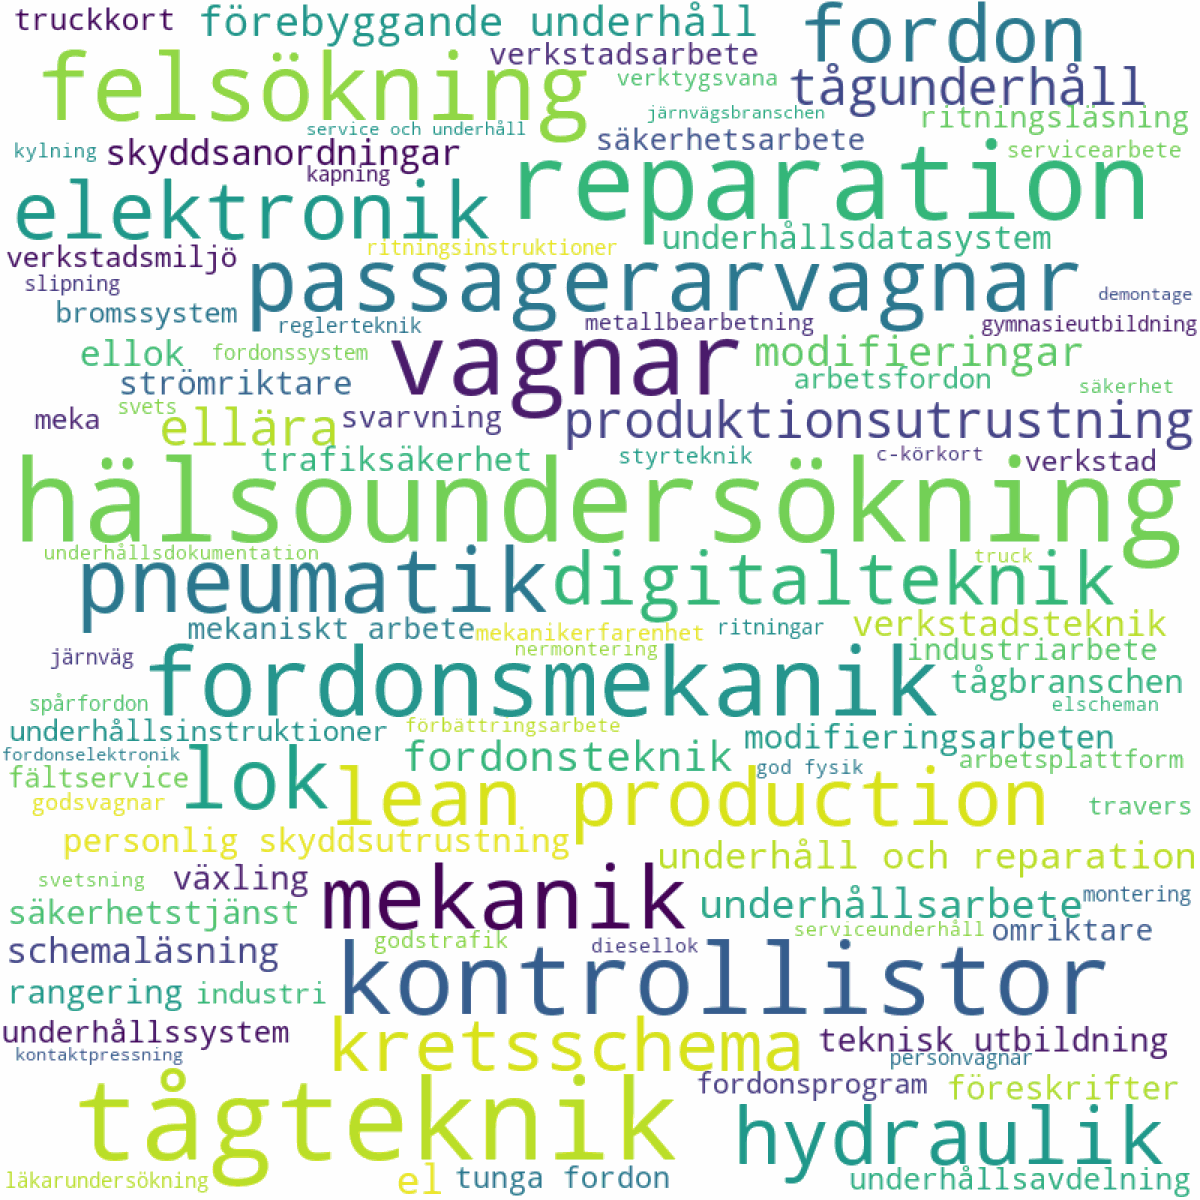 truckkort
förebyggande underhåll
fordon
felsökning
verkstadsarbete
verktygsvana
tågunderhåll
järnvägsbranschen
ritningsläsning
service och underhåll
säkerhetsarbete
kylning
skyddsanordningar
kapning
servicearbete
reparation
elektronik
ritningsinstruktioner
underhållsdatasystem
verkstadsmiljö
slipning
passagerarvagnar
demontage
bromssystem
reglerteknik
metallbearbetning
gymnasieutbildning
ellok
fordonssystem
vagnar
modifieringar
strömriktare
arbetsfordon
säkerhet
meka
svets
ellära
svarvning
produktionsutrustning
trafiksäkerhet
styrteknik
c-körkort
verkstad
hälsoundersökning
underhållsdokumentation
truck
pneumatik
digitalteknik
mekaniskt arbete
mekanikerfarenhet
ritningar
verkstadsteknik
järnväg
fordonsmekanik
nermontering
industriarbete
tågbranschen
spårfordon
elscheman
underhållsinstruktioner
förbättringsarbete
modifieringsarbeten
fordonselektronik
lok
fordonsteknik
god fysik
arbetsplattform
fältservice
lean production
godsvagnar
travers
personlig skyddsutrustning
underhåll och reparation
svetsning
växling
mekanik
underhållsarbete
montering
säkerhetstjänst
godstrafik
diesellok
serviceunderhåll
omriktare
schemaläsning
kontrollistor
rangering
industri
underhållssystem
kretsschema
teknisk utbildning
kontaktpressning
personvagnar
tågteknik
fordonsprogram
föreskrifter
hydraulik
läkarundersökning
el
tunga fordon
underhållsavdelning